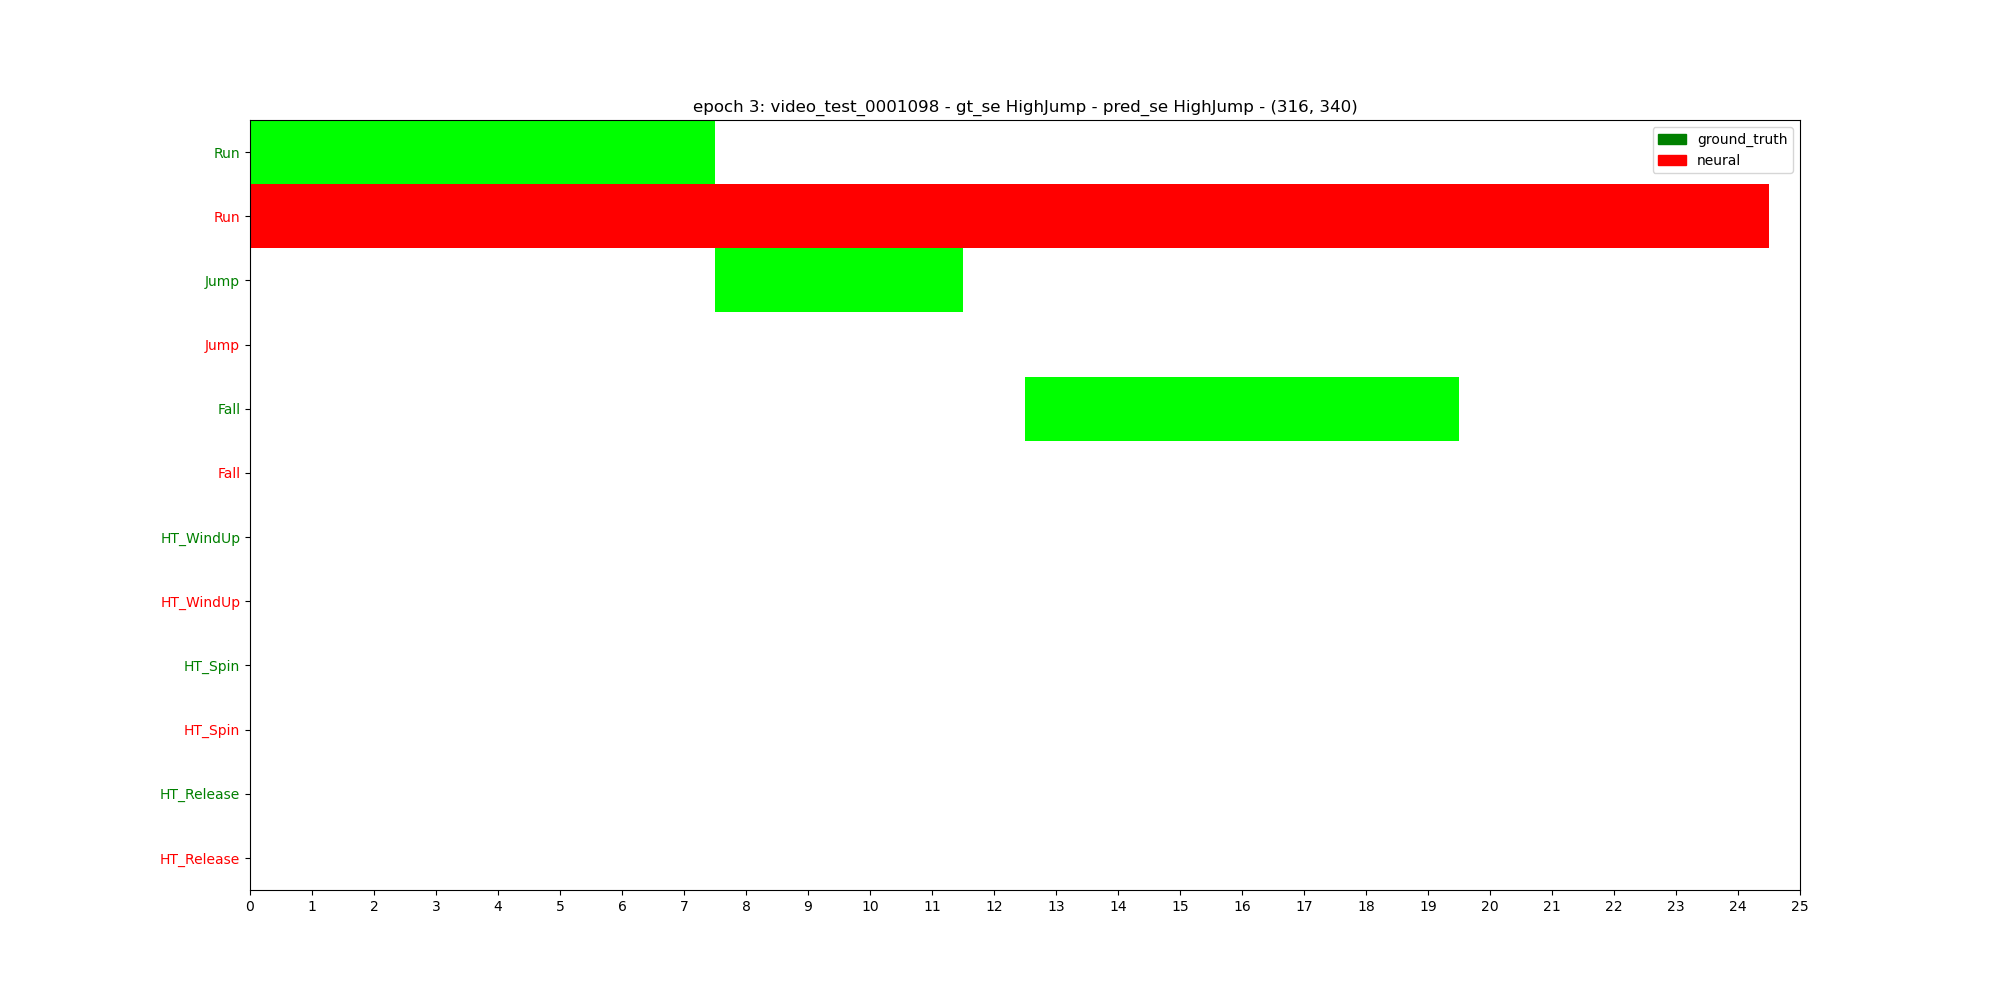 epoch 3: video_test_0001098 - gt_se HighJump - pred_se HighJump - (316, 340)
ground_truth
neural
Run
Run
Jump
Jump
Fall
Fall
HT_WindUp
HT_WindUp
HT_Spin
HT_Spin
HT_Release
HT_Release
0 1 2 3 4 5 6 7 8 9 10 11 12 13 14 15 16 17 18 19 20 21 22 23 24 25